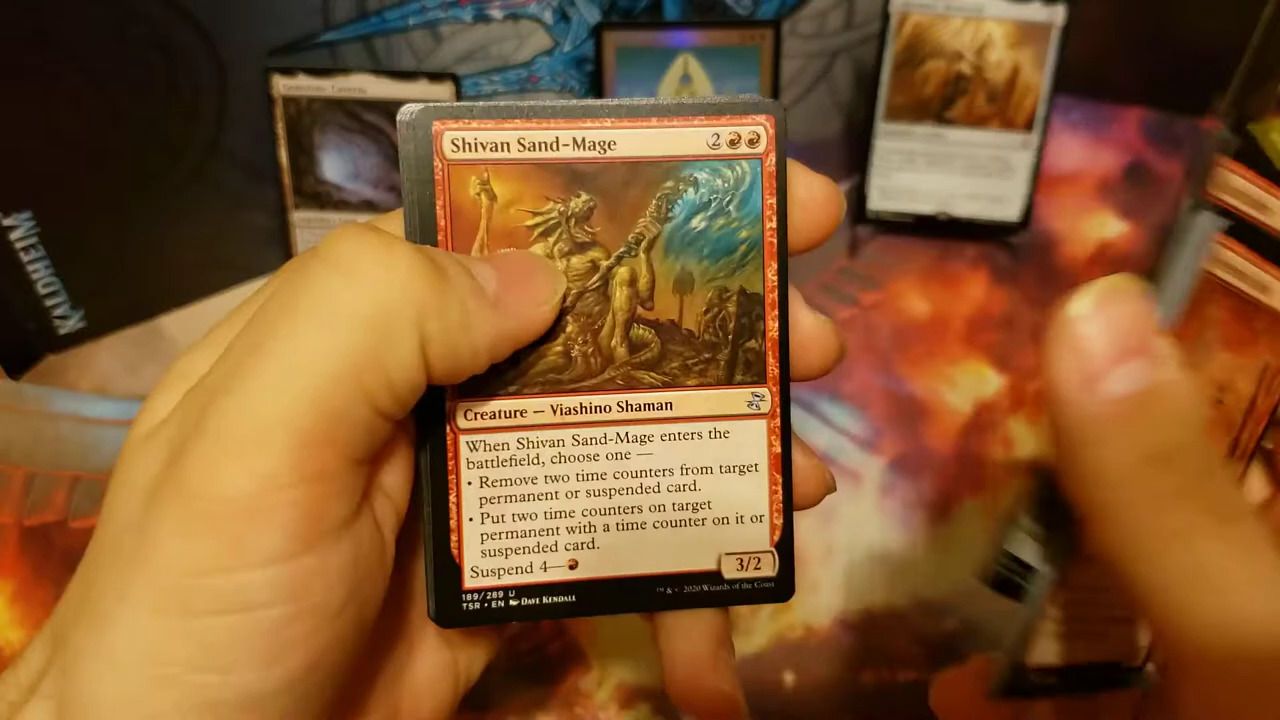 KALDHEIM
Shivan Sand-Mage 2
Creature — Viashino Shaman
When Shivan Sand-Mage enters the
battlefield, choose one —
• Remove two time counters from target
permanent or suspended card.
• Put two time counters on target
permanent with a time counter on it or
suspended card.
Suspend 4—
3/2
189/289 U
TSR • EN Dave Kendall
™ & © 2020 Wizards of the Coast